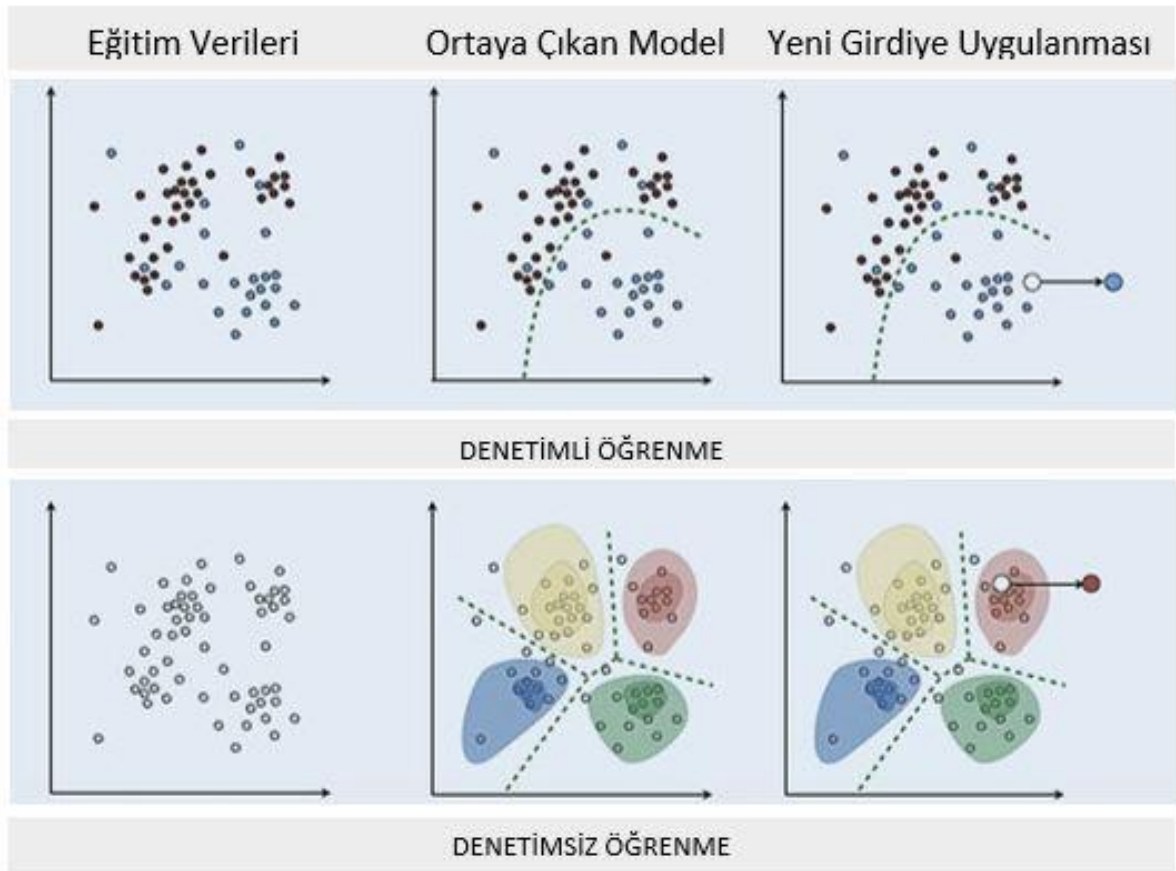 Eğitim Verileri
Ortaya Çıkan Model
Yeni Girdiye Uygulanması
DENETİMLİ ÖĞRENME
DENETİMSİZ ÖĞRENME